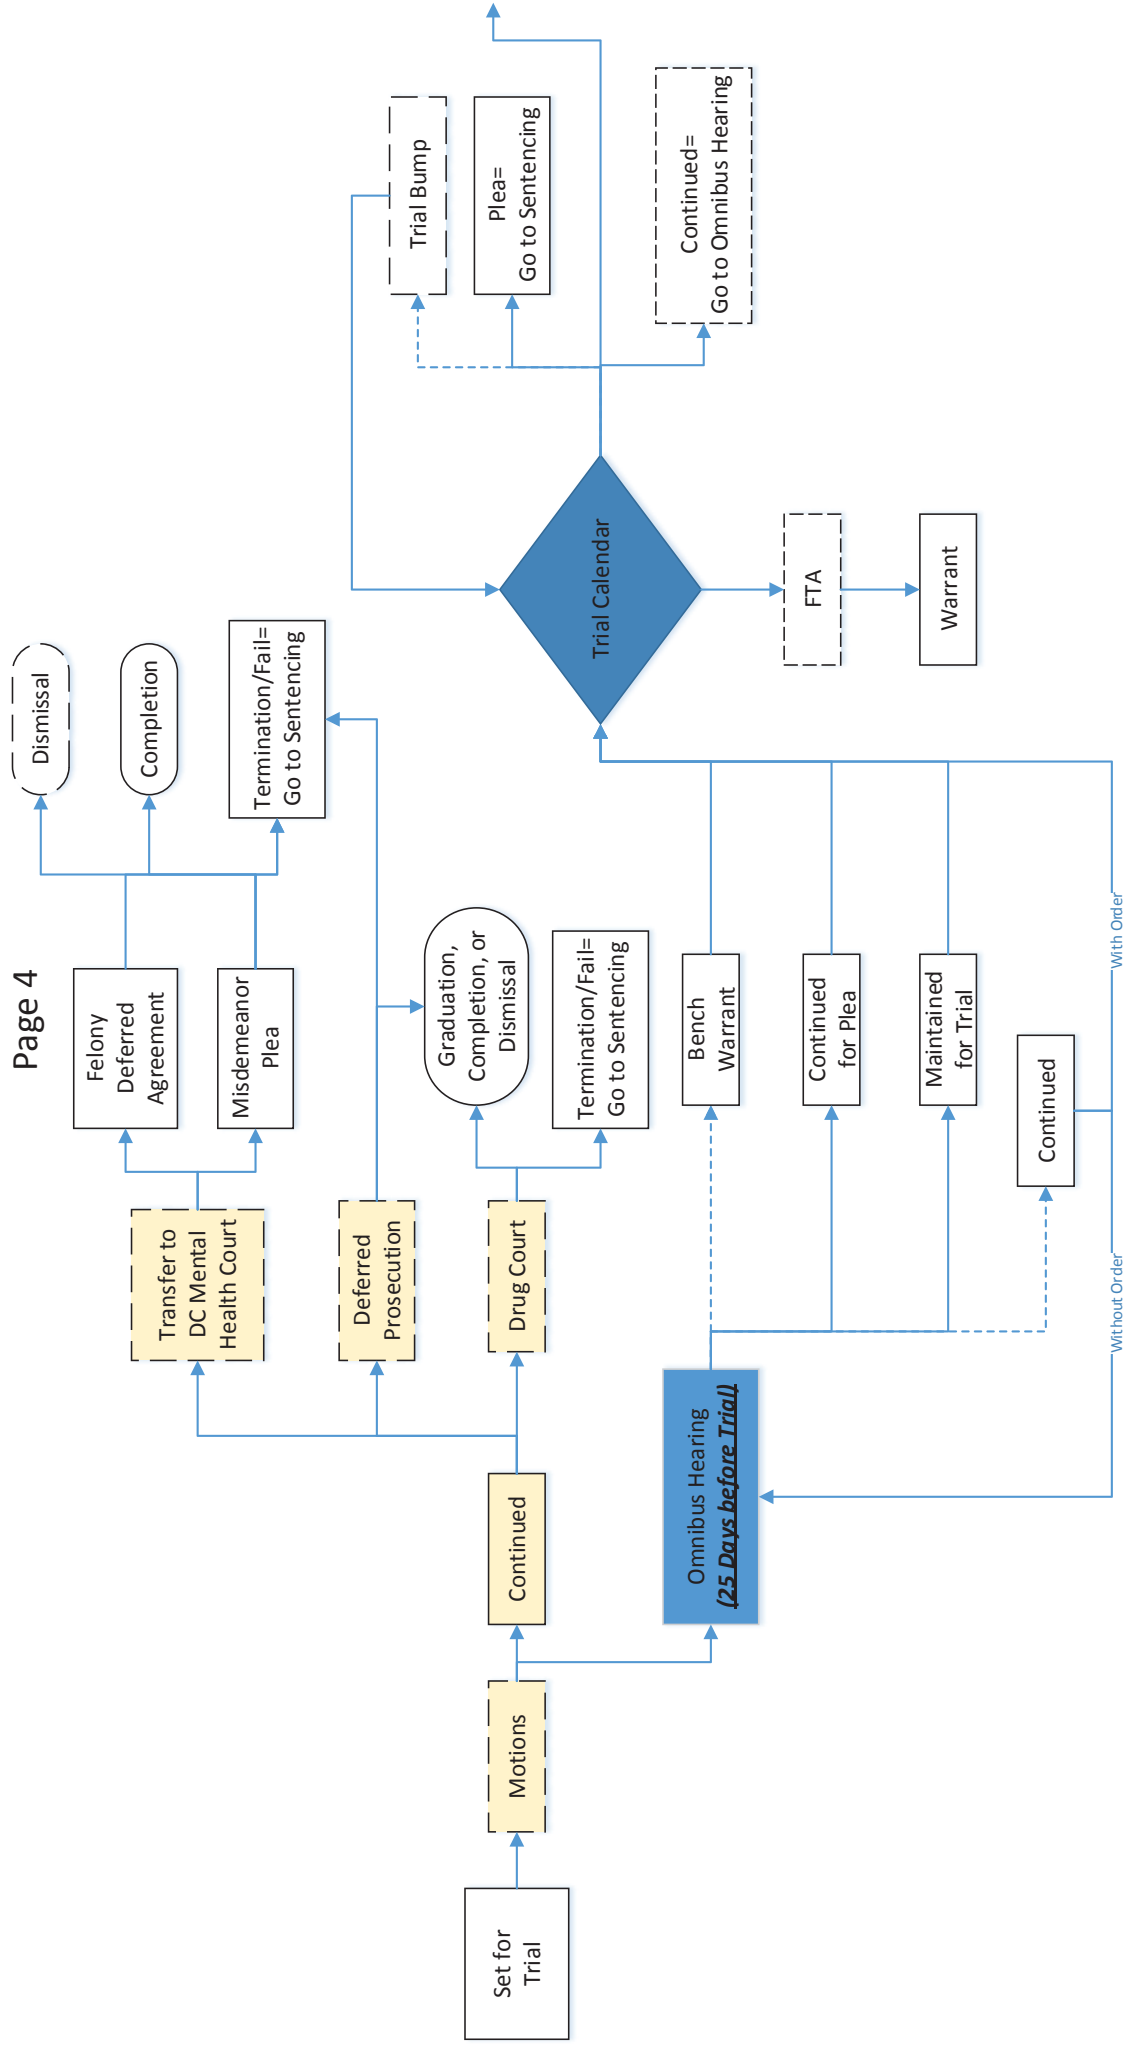 Page 4
Set for
Trial
Motions
Continued
Transfer to
DC Mental
Health Court
Deferred
Prosecution
Drug Court
Felony
Deferred
Agreement
Misdemeanor
Plea
Dismissal
Completion
Termination/Fail=
Go to Sentencing
Graduation,
Completion, or
Dismissal
Termination/Fail=
Go to Sentencing
Omnibus Hearing
(25 Days before Trial)
Bench
Warrant
Continued
for Plea
Maintained
for Trial
Continued
Without Order
With Order
Trial Calendar
Trial Bump
Plea=
Go to Sentencing
Continued=
Go to Omnibus Hearing
FTA
Warrant